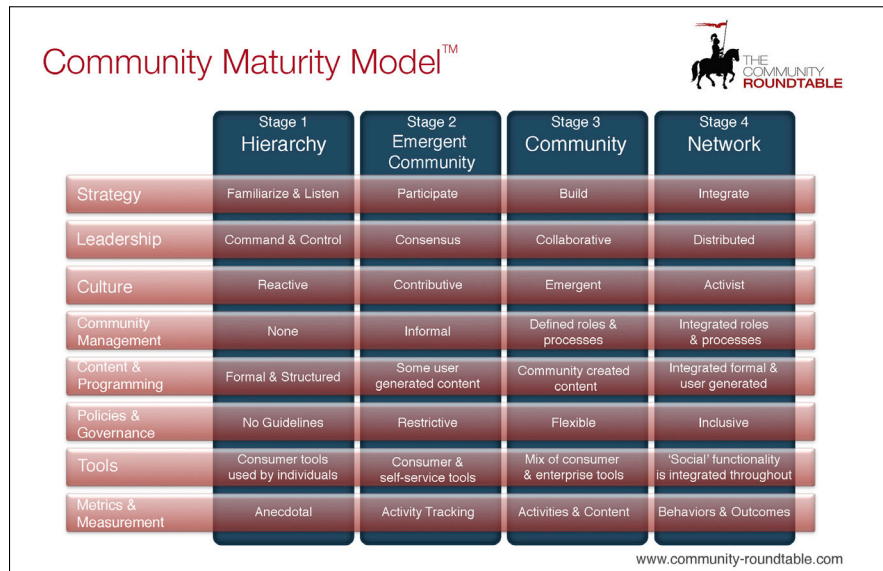 Community Maturity Model™
THE
COMMUNITY
ROUNDTABLE
Stage 1
Hierarchy
Stage 2
Emergent
Community
Stage 3
Community
Stage 4
Network
Strategy
Familiarize & Listen
Participate
Build
Integrate
Leadership
Command & Control
Consensus
Collaborative
Distributed
Culture
Reactive
Contributive
Emergent
Activist
Community
Management
None
Informal
Defined roles &
processes
Integrated roles
& processes
Content &
Programming
Formal & Structured
Some user
generated content
Community created
content
Integrated formal &
user generated
Policies &
Governance
No Guidelines
Restrictive
Flexible
Inclusive
Tools
Consumer tools
used by individuals
Consumer &
self-service tools
Mix of consumer
& enterprise tools
‘Social’ functionality
is integrated throughout
Metrics &
Measurement
Anecdotal
Activity Tracking
Activities & Content
Behaviors & Outcomes
www.community-roundtable.com